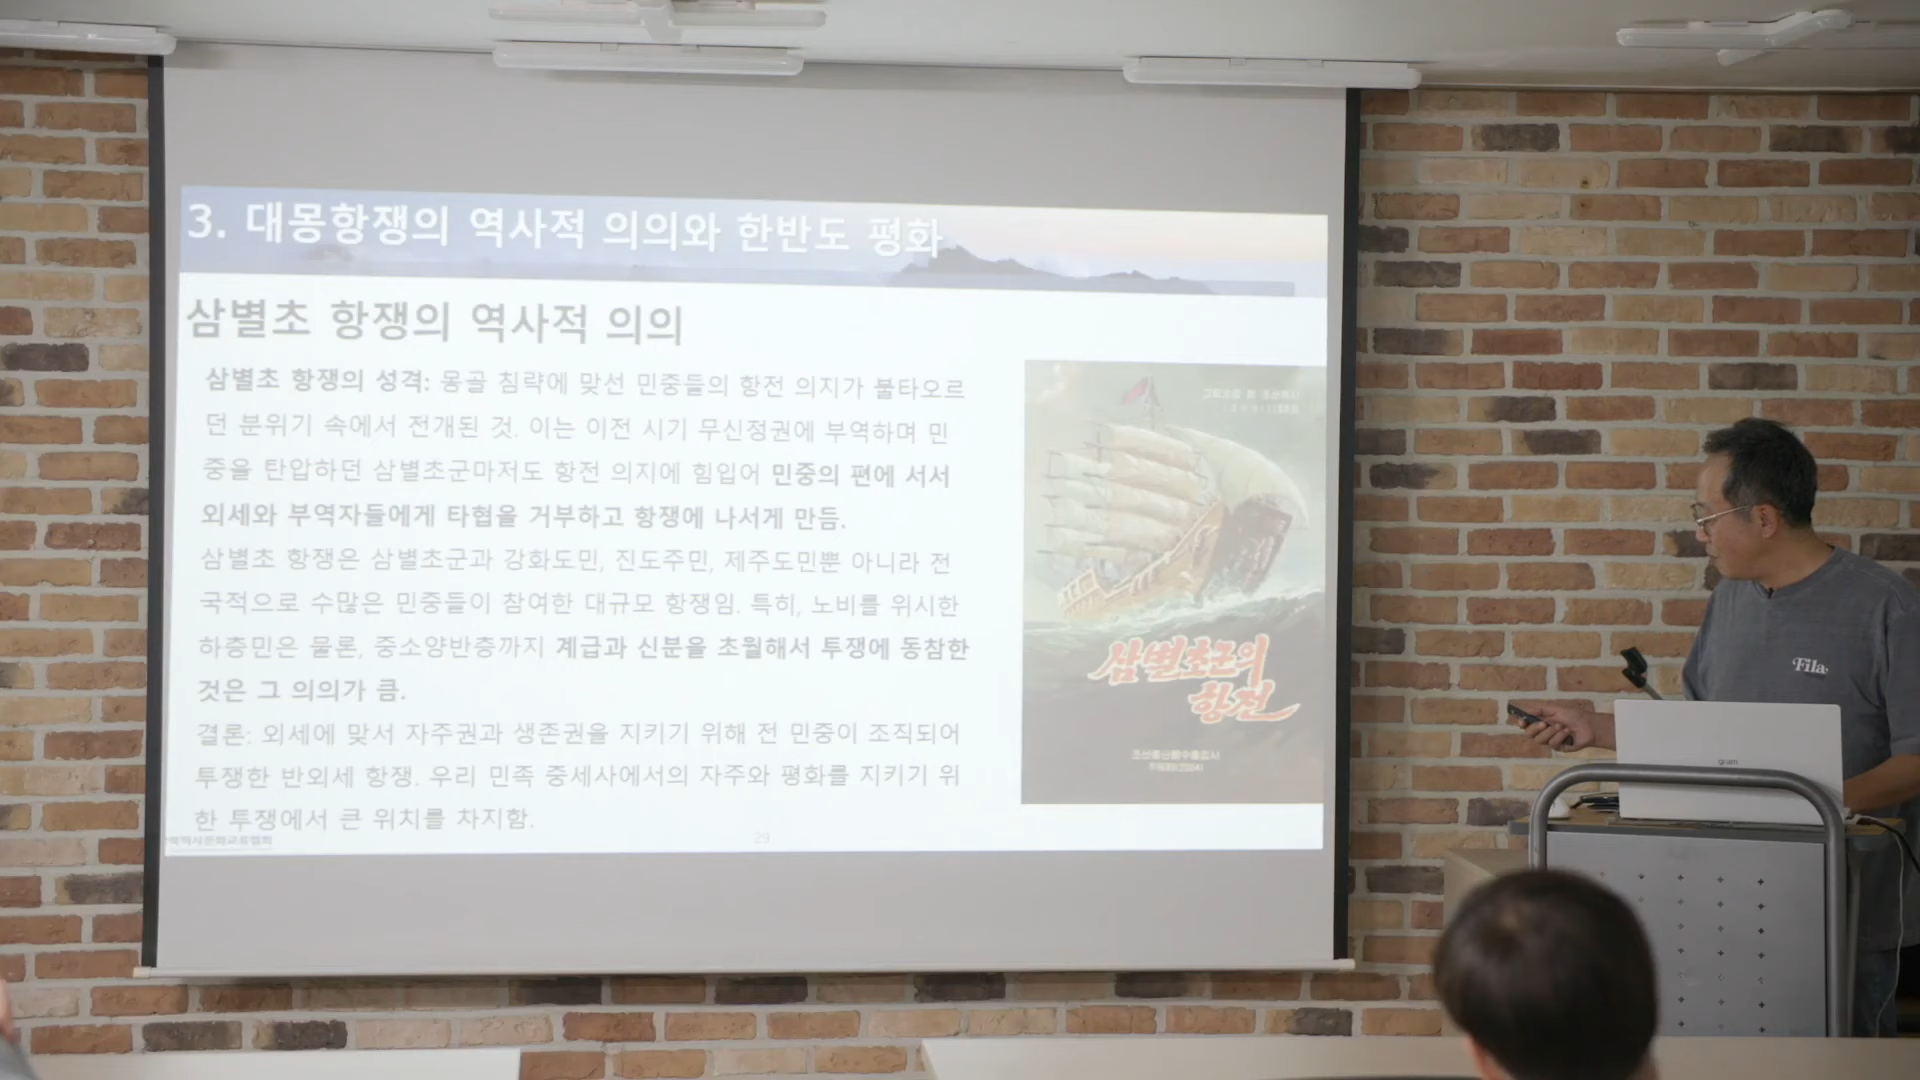 3. 대몽항쟁의 역사적 의의와 한반도 평화
삼별초 항쟁의 역사적 의의
삼별초 항쟁의 성격: 몽골 침략에 맞선 민중들의 항전 의지가 불타오르
던 분위기 속에서 전개된 것. 이는 이전 시기 무신정권에 부역하며 민
중을 탄압하던 삼별초군마저도 항전 의지에 힘입어 민중의 편에 서서
외세와 부역자들에게 타협을 거부하고 항쟁에 나서게 만듬.
삼별초 항쟁은 삼별초군과 강화도민, 진도주민, 제주도민뿐 아니라 전
국적으로 수많은 민중들이 참여한 대규모 항쟁임. 특히, 노비를 위시한
하층민은 물론, 중소양반층까지 계급과 신분을 초월해서 투쟁에 동참한
것은 그 의의가 큼.
결론: 외세에 맞서 자주권과 생존권을 지키기 위해 전 민중이 조직되어
투쟁한 반외세 항쟁. 우리 민족 중세사에서의 자주와 평화를 지키기 위
한 투쟁에서 큰 위치를 차지함.
29
삼별초군의
항전
Fila
gram